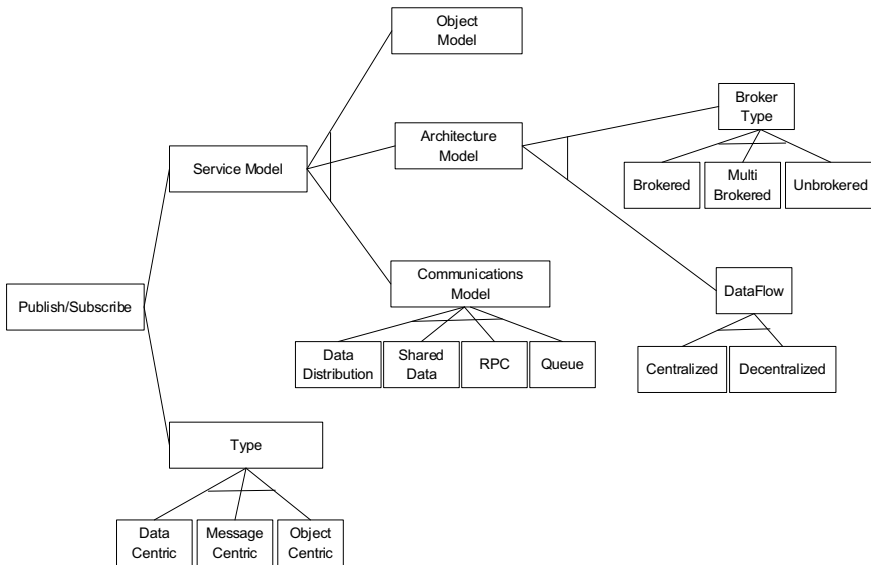 Object
Model
Broker
Type
Architecture
Model
Service Model
Brokered
Multi
Brokered
Unbrokered
Communications
Model
DataFlow
Publish/Subscribe
Data
Distribution
Shared
Data
RPC
Queue
Centralized
Decentralized
Type
Data
Centric
Message
Centric
Object
Centric